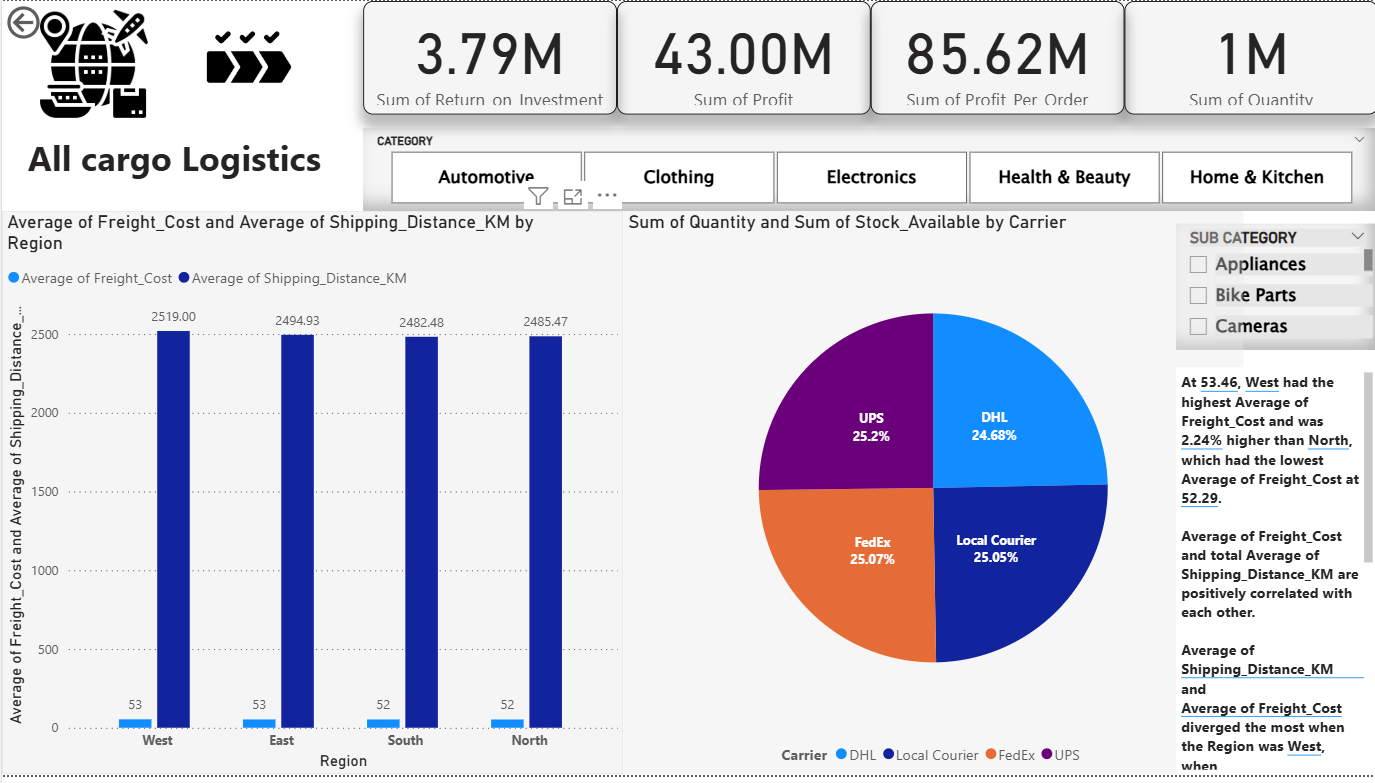 3.79M
Sum of Return on Investment
43.00M
Sum of Profit
85.62M
Sum of Profit Per Order
1M
Sum of Quantity
All cargo Logistics
CATEGORY
Automotive
Clothing
Electronics
Health & Beauty
Home & Kitchen
Average of Freight_Cost and Average of Shipping_Distance_KM by
Region
Average of Freight_Cost
Average of Shipping_Distance_KM
Average of Freight_Cost and Average of Shipping_Distance_...
2500
2000
1500
1000
500
0
2519.00
2494.93
2482.48
2485.47
53
53
52
52
West
East
South
North
Region
Sum of Quantity and Sum of Stock_Available by Carrier
UPS
25.2%
DHL
24.68%
FedEx
25.07%
Local Courier
25.05%
Carrier
DHL
Local Courier
FedEx
UPS
SUB CATEGORY
Appliances
Bike Parts
Cameras
At 53.46, West had the
highest Average of
Freight_Cost and was
2.24% higher than North,
which had the lowest
Average of Freight_Cost at
52.29.
Average of Freight_Cost
and total Average of
Shipping_Distance_KM are
positively correlated with
each other.
Average of
Shipping_Distance_KM
and
Average of Freight_Cost
diverged the most when
the Region was West,
when